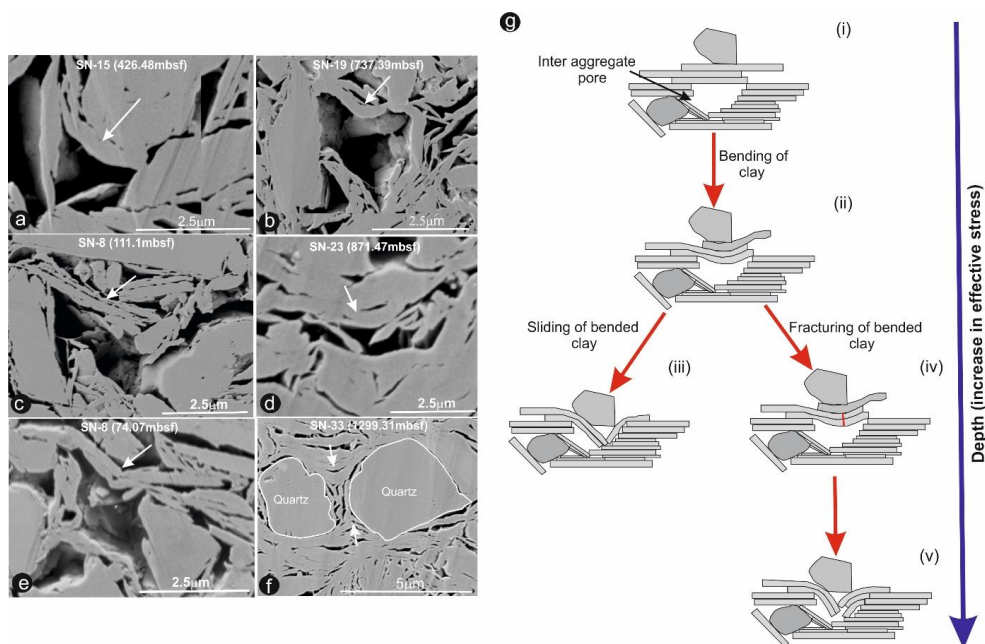 SN-15 (426.48mbsf)
2.5μm
a
SN-19 (737.39mbsf)
2.5μm
b
SN-8 (111.1mbsf)
2.5μm
c
SN-23 (871.47mbsf)
2.5μm
d
SN-8 (74.07mbsf)
2.5μm
e
SN-33 (1299.31mbsf)
Quartz
Quartz
5μm
f
g
(i)
Inter aggregate
pore
Bending of
clay
(ii)
Sliding of bended
clay
Fracturing of bended
clay
(iii)
(iv)
(v)
Depth (increase in effective stress)